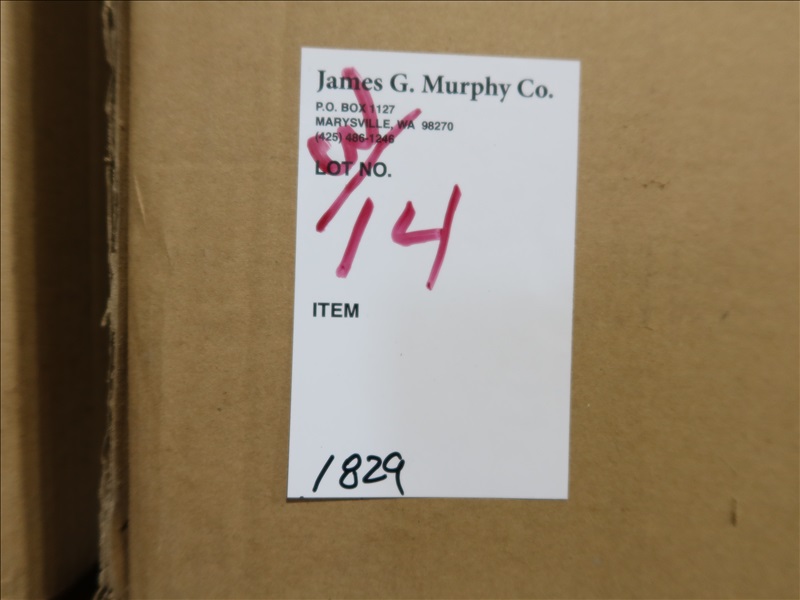 James G. Murphy Co.
P.O. BOX 1127
MARYSVILLE, WA 98270
(425) 486-1246
LOT NO.
14
ITEM
1829